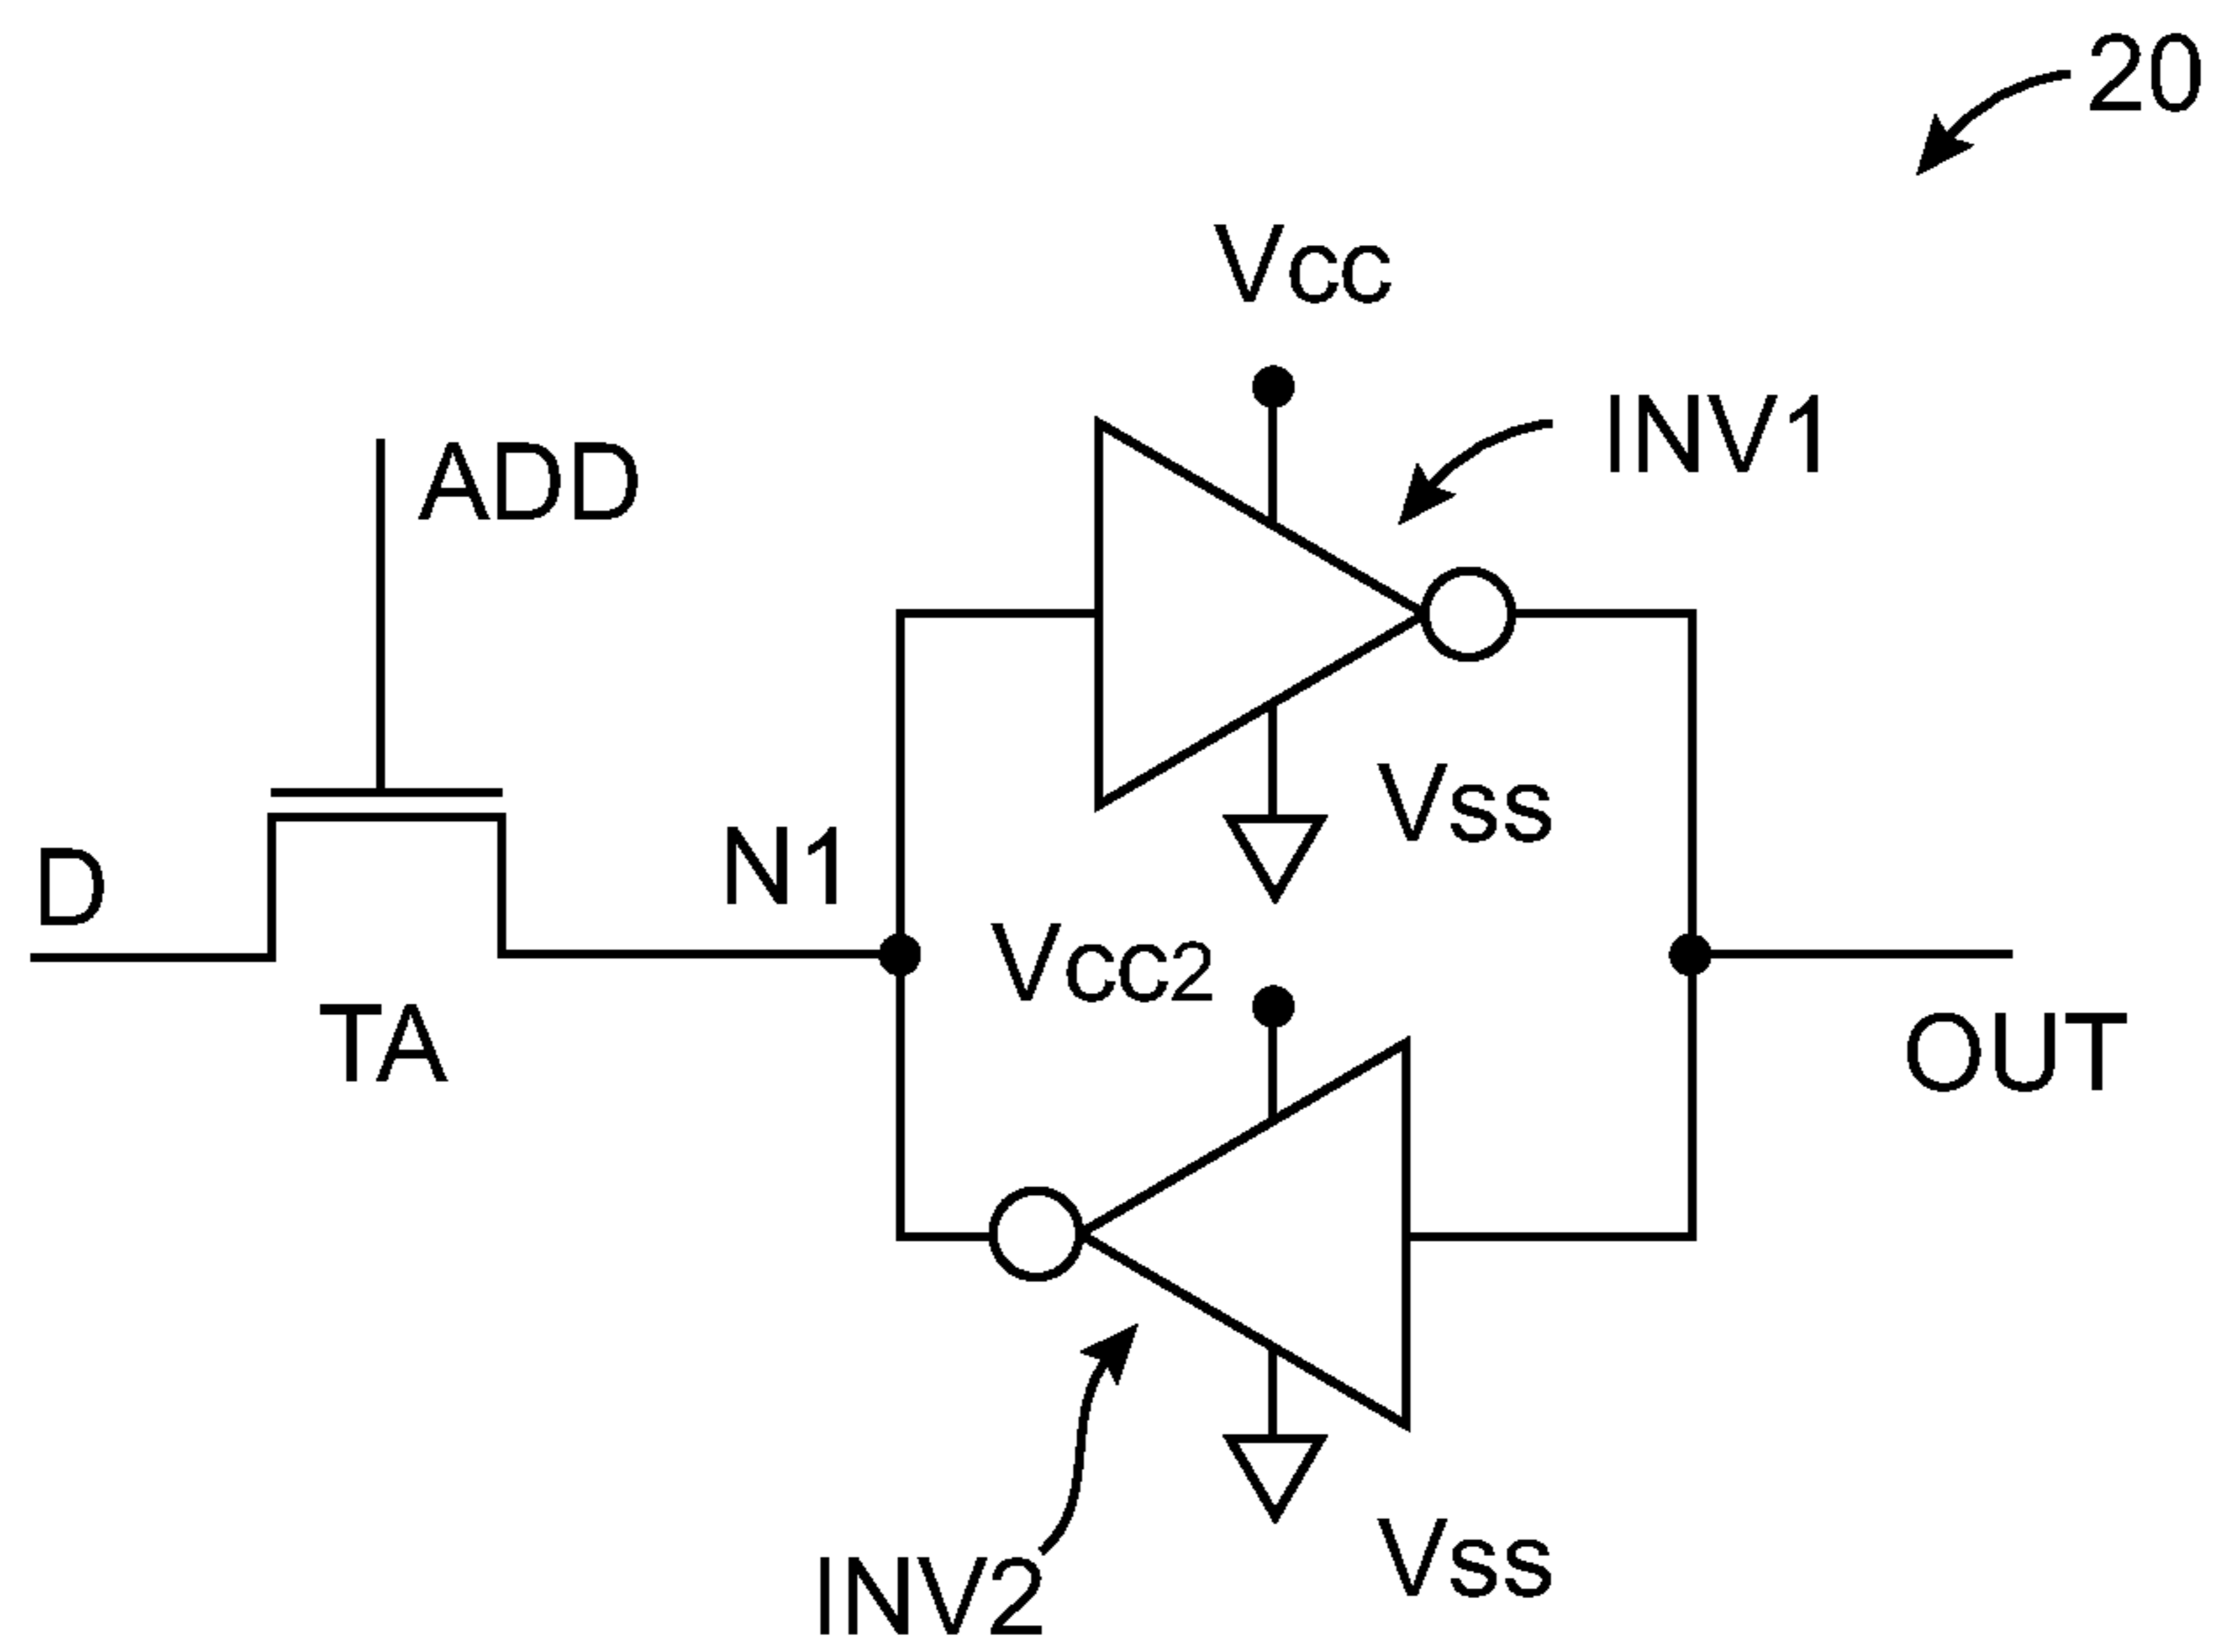 20
Vcc
INV1
ADD
Vss
D
N1
Vcc2
TA
OUT
INV2
Vss